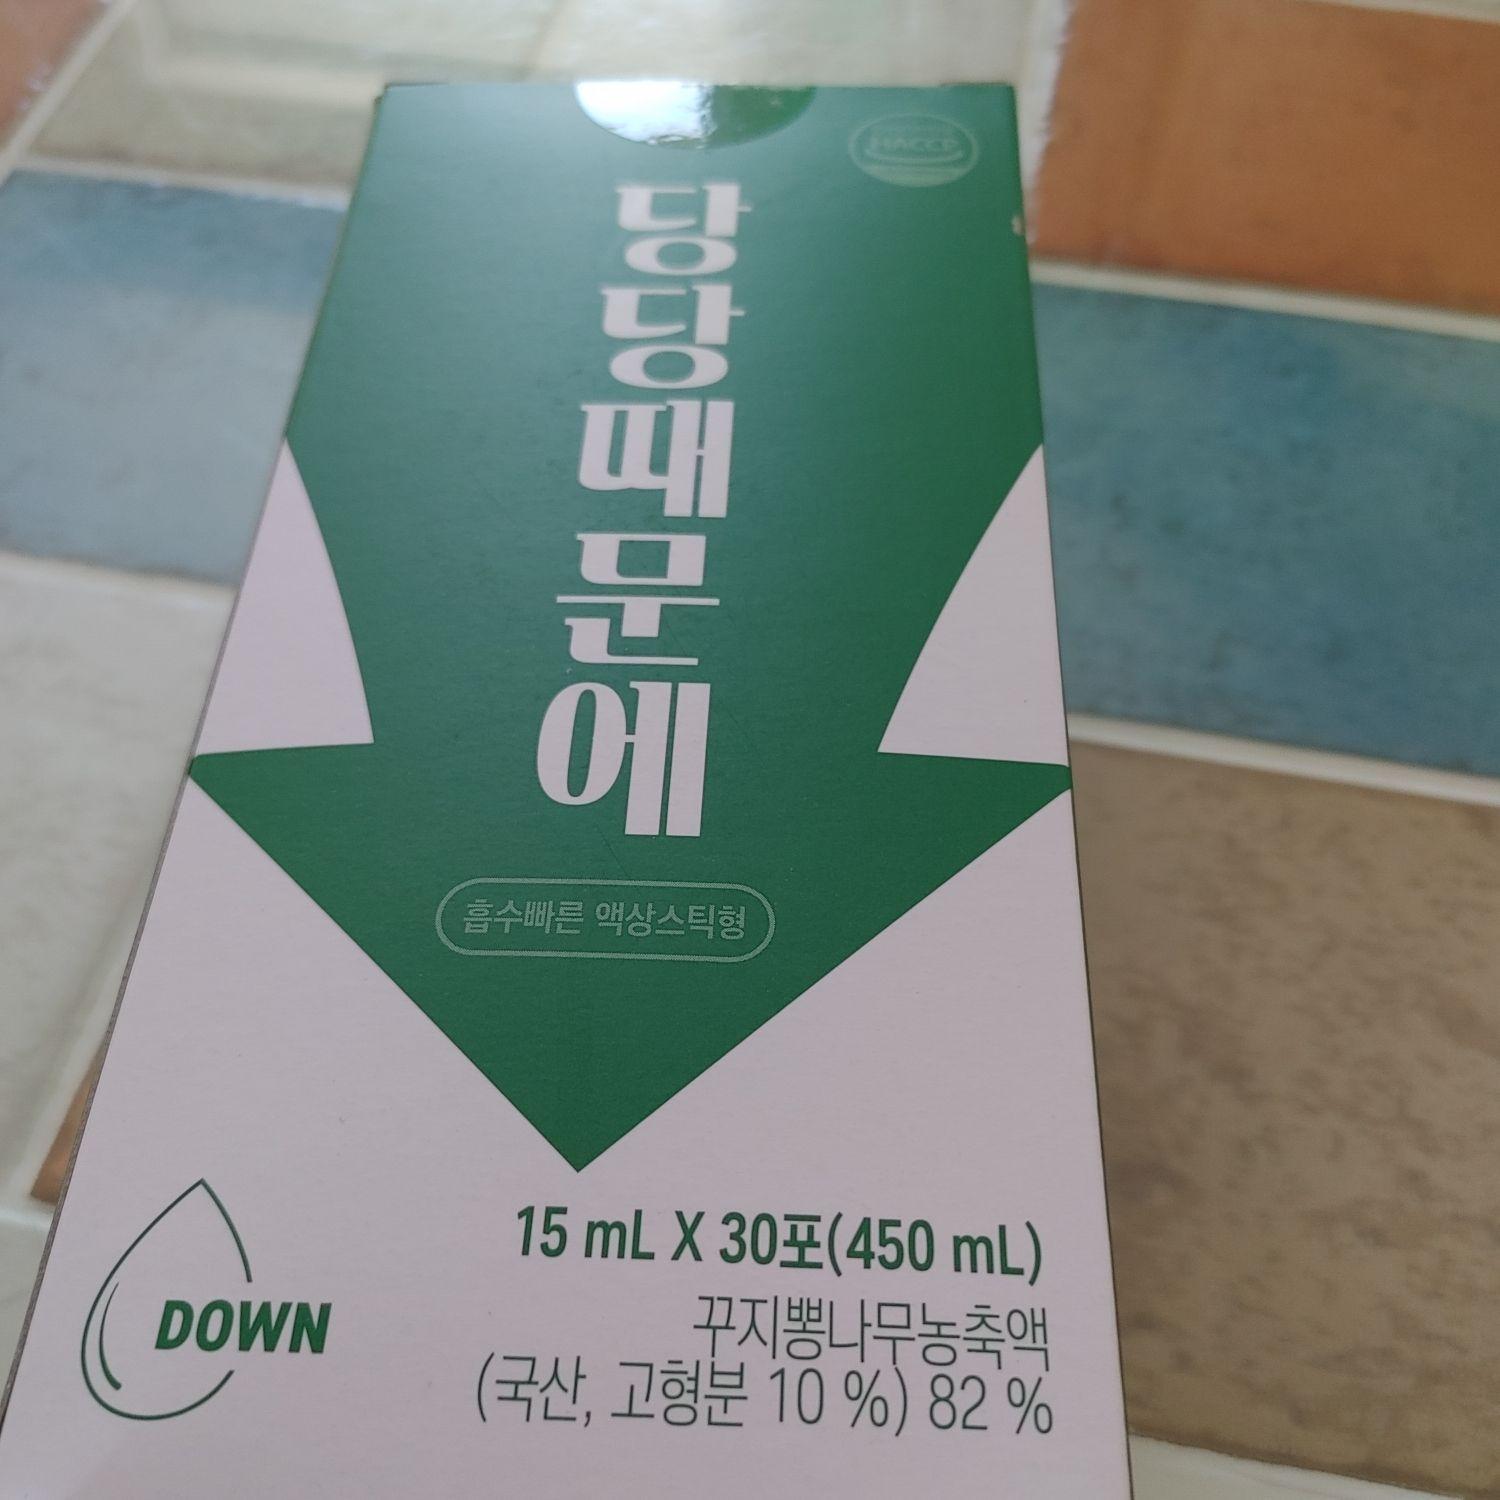 HACCP
당당때문에
흡수빠른 액상스틱형
DOWN
15 mL X 30포(450 mL)
꾸지뽕나무농축액
(국산, 고형분 10 %) 82 %